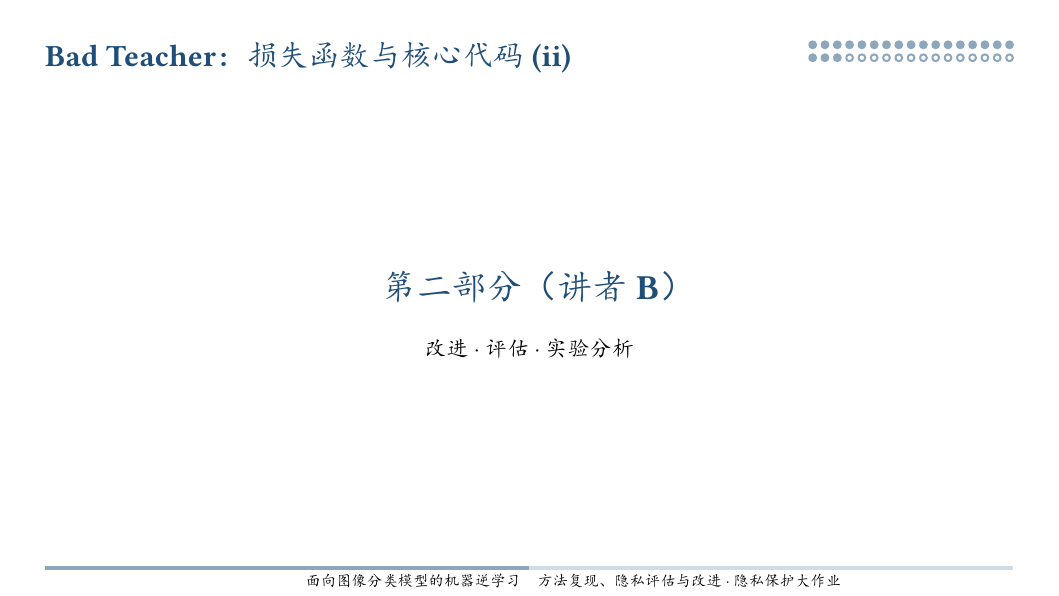 Bad Teacher：损失函数与核心代码 (ii)
第二部分（讲者 B）
改进 · 评估 · 实验分析
面向图像分类模型的机器逆学习 方法复现、隐私评估与改进 · 隐私保护大作业